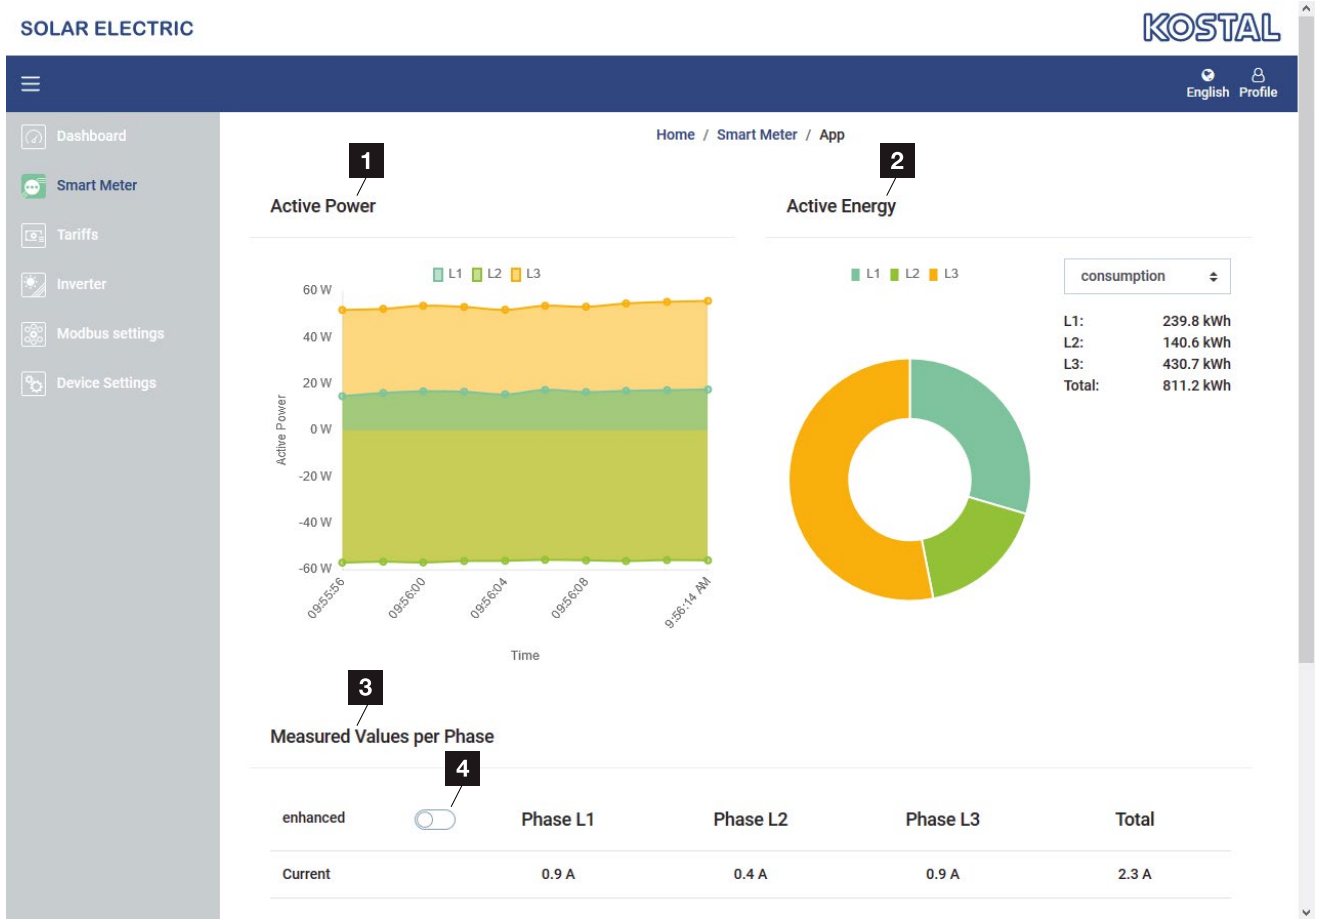 SOLAR ELECTRIC
KOSTAL
English Profile
Dashboard
Smart Meter
Tariffs
Inverter
Modbus settings
Device Settings
Home / Smart Meter / App
1
2
Active Power
Active Energy
L1 L2 L3
60 W
40 W
20 W
0 W
-20 W
-40 W
-60 W
Active Power
09:55:56
09:56:00
09:56:04
09:56:08
9:56:14 AM
Time
L1 L2 L3
consumption
L1: 239.8 kWh
L2: 140.6 kWh
L3: 430.7 kWh
Total: 811.2 kWh
3
Measured Values per Phase
4
enhanced Phase L1 Phase L2 Phase L3 Total
Current 0.9 A 0.4 A 0.9 A 2.3 A